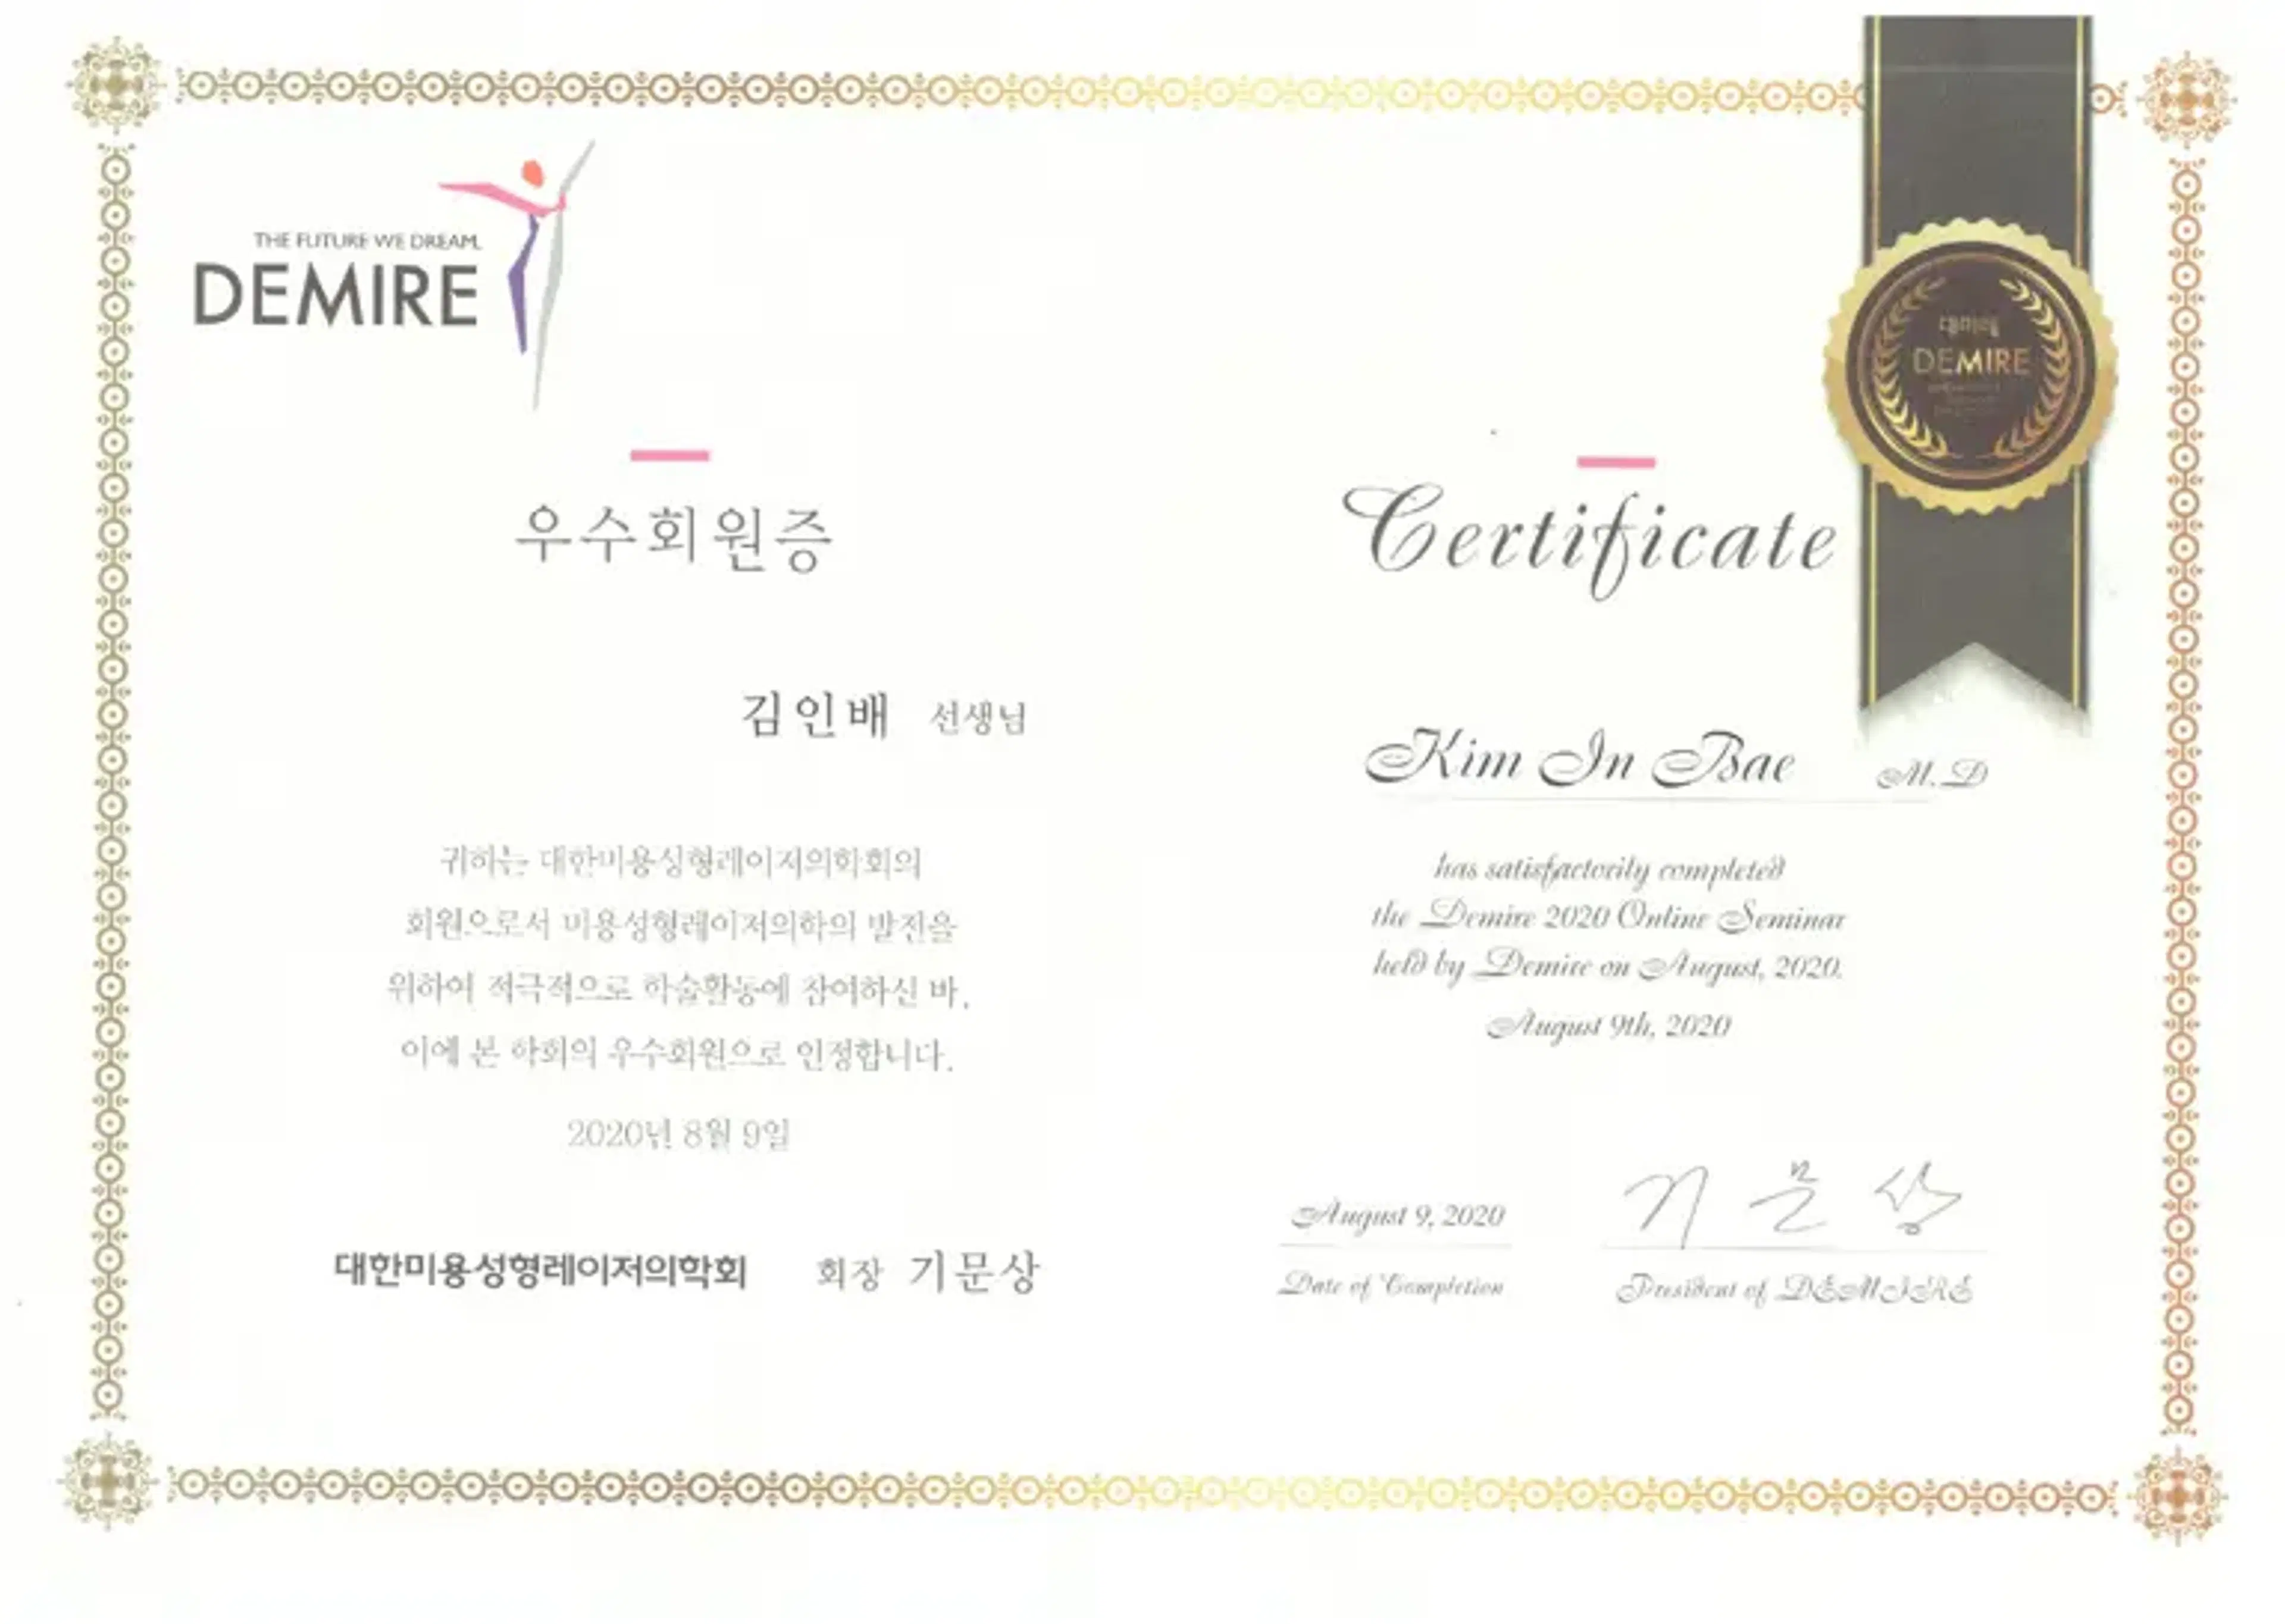 THE FUTURE WE DREAM.
DEMIRE
우수회원증
김인배 선생님
귀하는 대한미용성형레이저의학회의
회원으로서 미용성형레이저의학의 발전을
위하여 적극적으로 학술활동에 참여하신 바,
이에 본 학회의 우수회원으로 인정합니다.
2020년 8월 9일
대한미용성형레이저의학회 회장 기문상
대미레
DEMIRE
Certificate
Kim In Bae M.D
has satisfactorily completed
the Demire 2020 Online Seminar
held by Demire on August, 2020.
August 9th, 2020
August 9, 2020
기문상
Date of Completion
President of DEMIRE